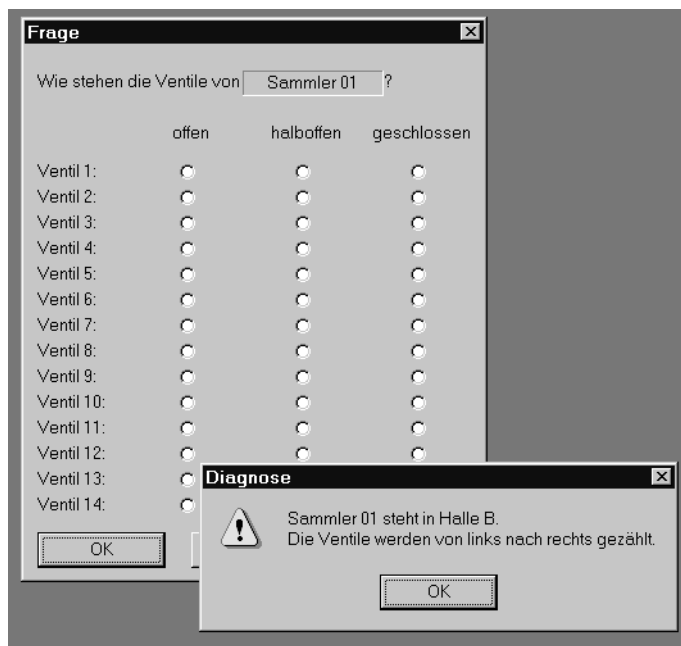 Frage
Wie stehen die Ventile von Sammler 01 ?
offen halboffen geschlossen
Ventil 1:
Ventil 2:
Ventil 3:
Ventil 4:
Ventil 5:
Ventil 6:
Ventil 7:
Ventil 8:
Ventil 9:
Ventil 10:
Ventil 11:
Ventil 12:
Ventil 13:
Ventil 14:
OK
Diagnose
Sammler 01 steht in Halle B.
Die Ventile werden von links nach rechts gezählt.
OK